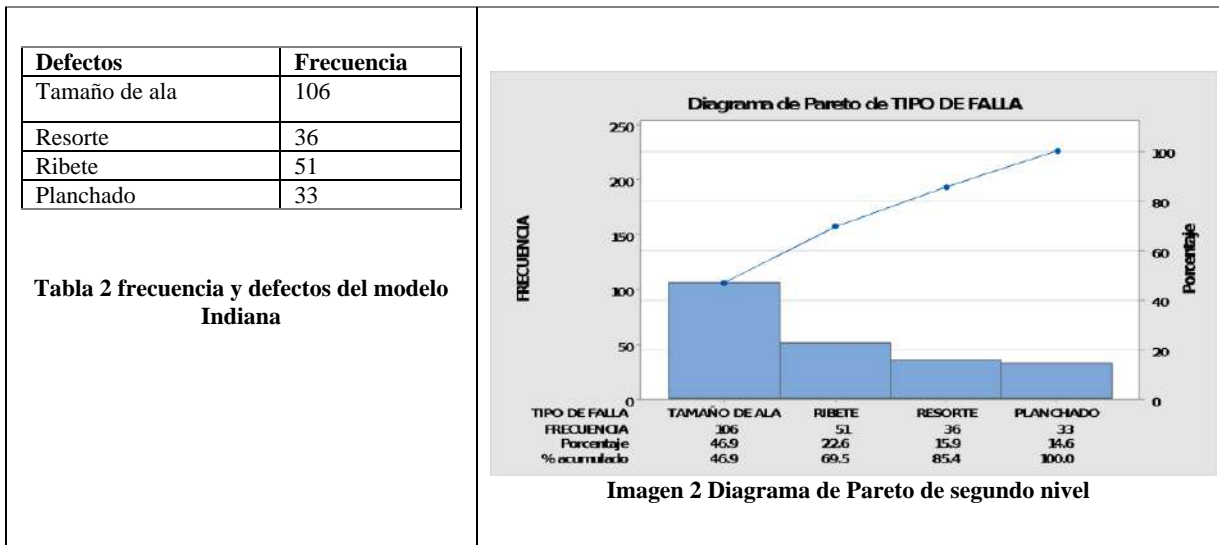 Defectos Frecuencia
Tamaño de ala 106
Resorte 36
Ribete 51
Planchado 33
Tabla 2 frecuencia y defectos del modelo
Indiana
Diagrama de Pareto de TIPO DE FALLA
250
200
150
100
50
0
FRECUENCIA
100
80
60
40
20
0
Porcentaje
TIPO DE FALLA TAMAÑO DE ALA RIBETE RESORTE PLANCHADO
FRECUENCIA 106 51 36 33
Porcentaje 46.9 22.6 15.9 14.6
% acumulado 46.9 69.5 85.4 100.0
Imagen 2 Diagrama de Pareto de segundo nivel